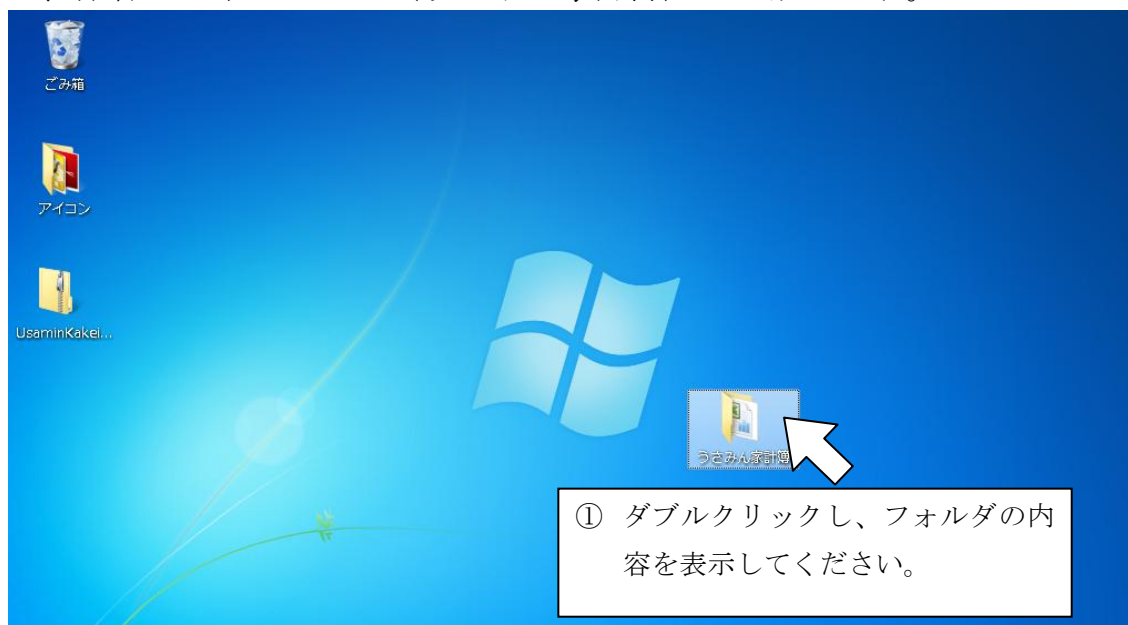 ごみ箱
アイコン
UsaminKakei...
うさみん家計簿
① ダブルクリックし、フォルダの内
容を表示してください。